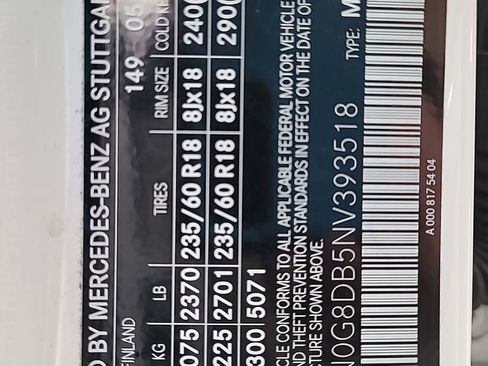 D BY MERCEDES-BENZ AG STUTTGA
FINLAND 149 05
KG LB TIRES RIM SIZE COLD
075 2370 235/60 R18 8Jx18 240(
225 2701 235/60 R18 8Jx18 290(
300 5071
CLE CONFORMS TO ALL APPLICABLE FEDERAL MOTOR VEHICLE
ND THEFT PREVENTION STANDARDS IN EFFECT ON THE DATE OF
CTURE SHOWN ABOVE. TYPE: M
N0G8DB5NV393518
A 000 817 54 04